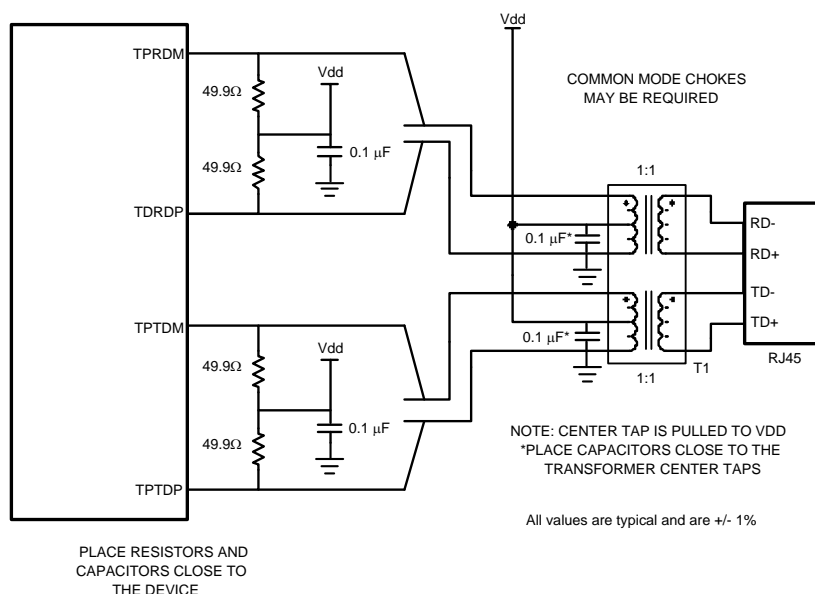 Vdd
TPRDM
49.9Ω
Vdd
0.1 µF
49.9Ω
TDRDP
COMMON MODE CHOKES
MAY BE REQUIRED
1:1
0.1 µF*
RD-
RD+
TD-
TD+
RJ45
0.1 µF*
T1
1:1
TPTDM
49.9Ω
Vdd
0.1 µF
49.9Ω
TPTDP
NOTE: CENTER TAP IS PULLED TO VDD
*PLACE CAPACITORS CLOSE TO THE
TRANSFORMER CENTER TAPS
All values are typical and are +/- 1%
PLACE RESISTORS AND
CAPACITORS CLOSE TO
THE DEVICE